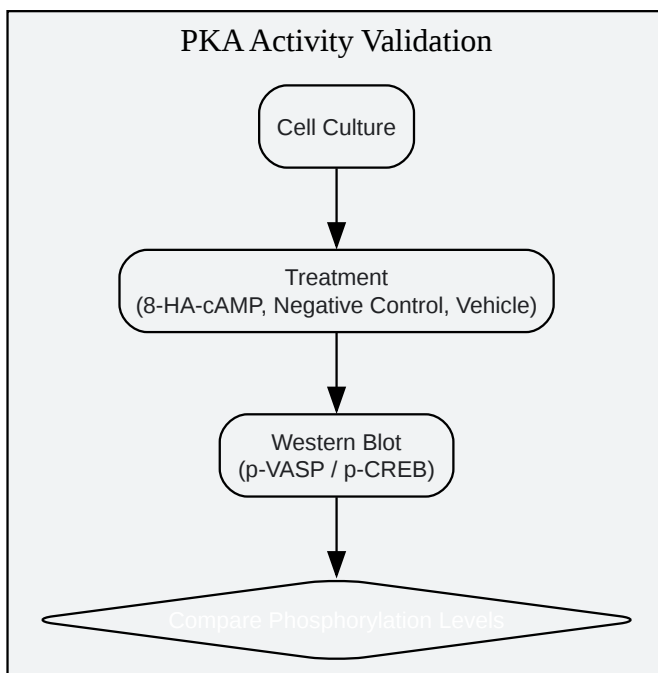 PKA Activity Validation
Cell Culture
Treatment
(8-HA-cAMP, Negative Control, Vehicle)
Western Blot
(p-VASP / p-CREB)
Compare Phosphorylation Levels